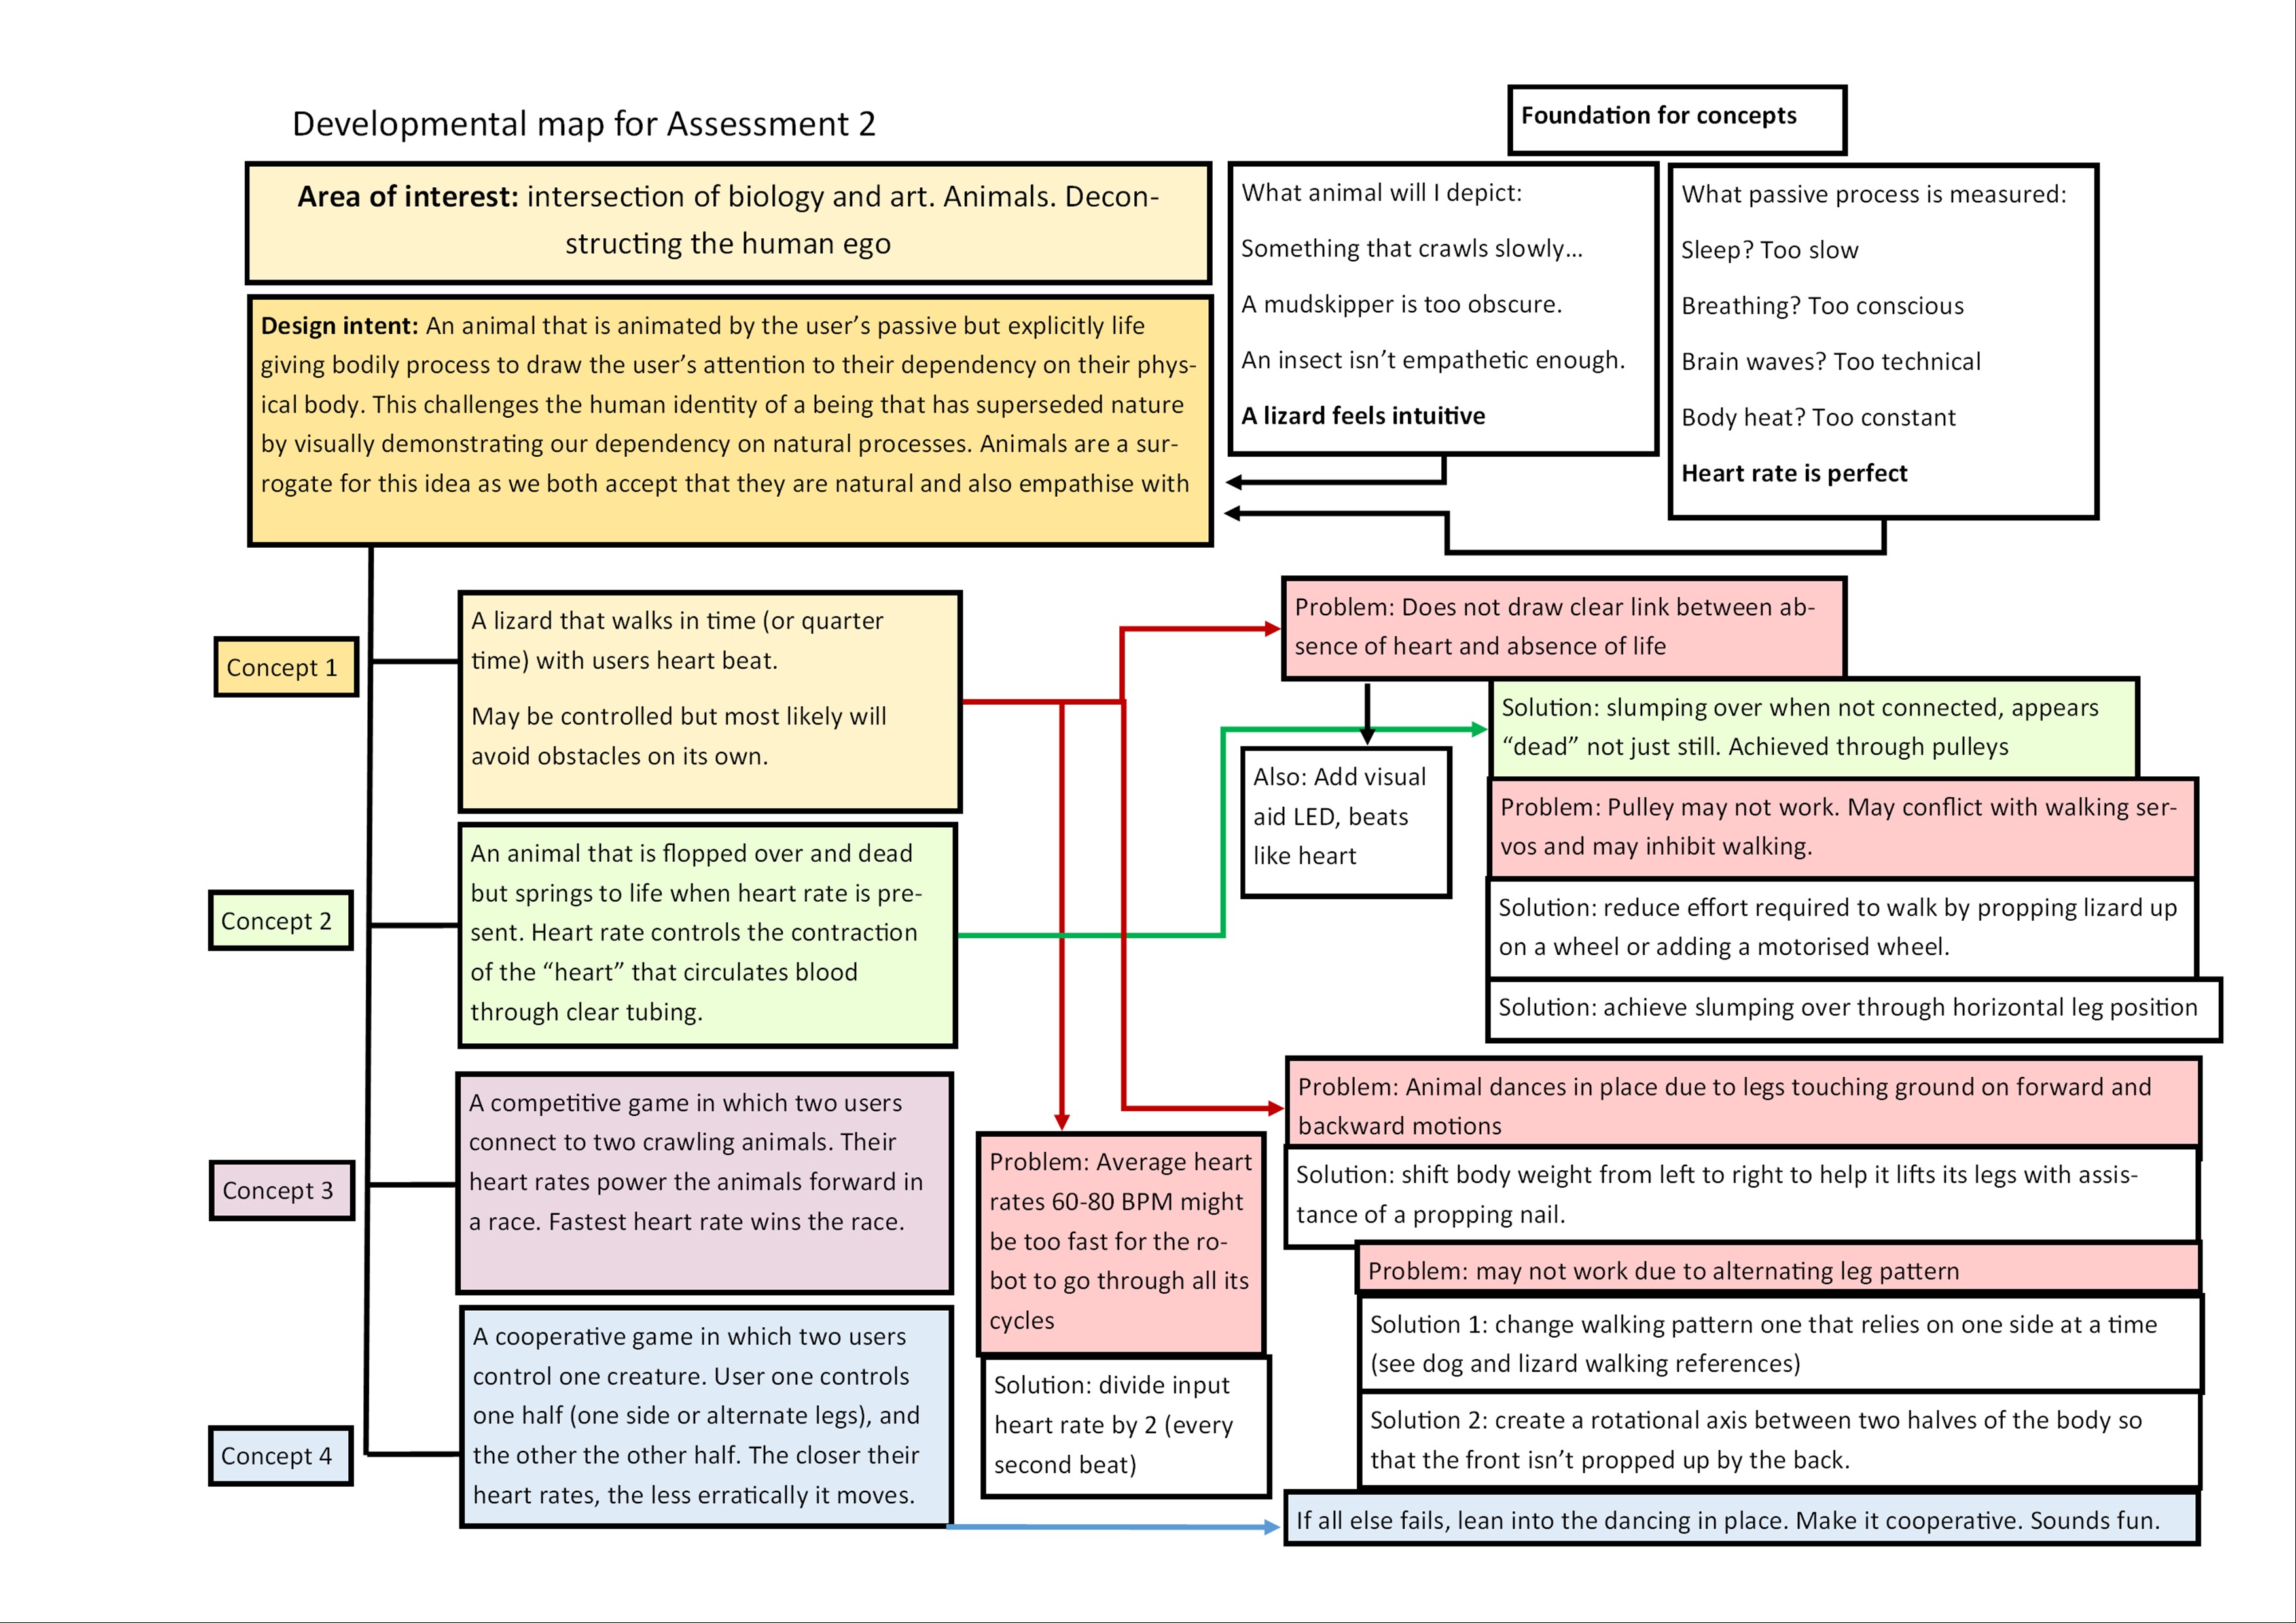 Developmental map for Assessment 2
Foundation for concepts
Area of interest: intersection of biology and art. Animals. Decon-
structing the human ego
Design intent: An animal that is animated by the user’s passive but explicitly life
giving bodily process to draw the user’s attention to their dependency on their phys-
ical body. This challenges the human identity of a being that has superseded nature
by visually demonstrating our dependency on natural processes. Animals are a sur-
rogate for this idea as we both accept that they are natural and also empathise with
What animal will I depict:
Something that crawls slowly…
A mudskipper is too obscure.
An insect isn’t empathetic enough.
A lizard feels intuitive
What passive process is measured:
Sleep? Too slow
Breathing? Too conscious
Brain waves? Too technical
Body heat? Too constant
Heart rate is perfect
Concept 1
A lizard that walks in time (or quarter
time) with users heart beat.
May be controlled but most likely will
avoid obstacles on its own.
Concept 2
An animal that is flopped over and dead
but springs to life when heart rate is pre-
sent. Heart rate controls the contraction
of the “heart” that circulates blood
through clear tubing.
Concept 3
A competitive game in which two users
connect to two crawling animals. Their
heart rates power the animals forward in
a race. Fastest heart rate wins the race.
Concept 4
A cooperative game in which two users
control one creature. User one controls
one half (one side or alternate legs), and
the other the other half. The closer their
heart rates, the less erratically it moves.
Problem: Does not draw clear link between ab-
sence of heart and absence of life
Also: Add visual
aid LED, beats
like heart
Solution: slumping over when not connected, appears
“dead” not just still. Achieved through pulleys
Problem: Pulley may not work. May conflict with walking ser-
vos and may inhibit walking.
Solution: reduce effort required to walk by propping lizard up
on a wheel or adding a motorised wheel.
Solution: achieve slumping over through horizontal leg position
Problem: Average heart
rates 60-80 BPM might
be too fast for the ro-
bot to go through all its
cycles
Solution: divide input
heart rate by 2 (every
second beat)
Problem: Animal dances in place due to legs touching ground on forward and
backward motions
Solution: shift body weight from left to right to help it lifts its legs with assis-
tance of a propping nail.
Problem: may not work due to alternating leg pattern
Solution 1: change walking pattern one that relies on one side at a time
(see dog and lizard walking references)
Solution 2: create a rotational axis between two halves of the body so
that the front isn’t propped up by the back.
If all else fails, lean into the dancing in place. Make it cooperative. Sounds fun.